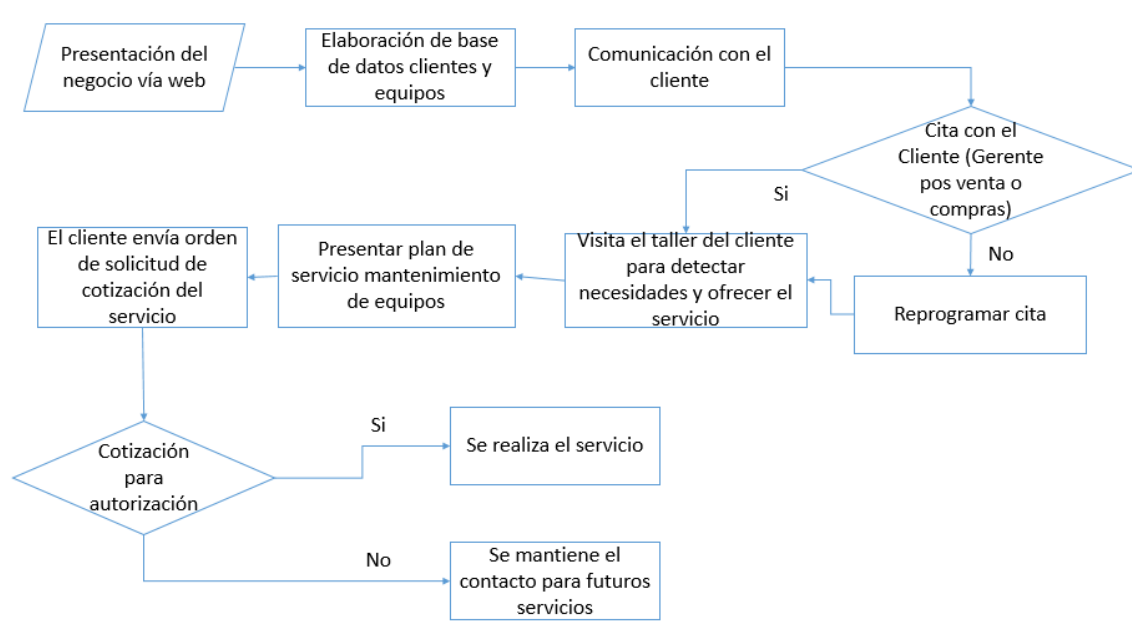 Presentación del
negocio vía web
Elaboración de base
de datos clientes y
equipos
Comunicación con el
cliente
Cita con el
Cliente (Gerente
pos venta o
compras)
Si
No
Reprogramar cita
Visita el taller del cliente
para detectar
necesidades y ofrecer el
servicio
Presentar plan de
servicio mantenimiento
de equipos
El cliente envía orden
de solicitud de
cotización del
servicio
Cotización
para
autorización
Si
Se realiza el servicio
No
Se mantiene el
contacto para futuros
servicios